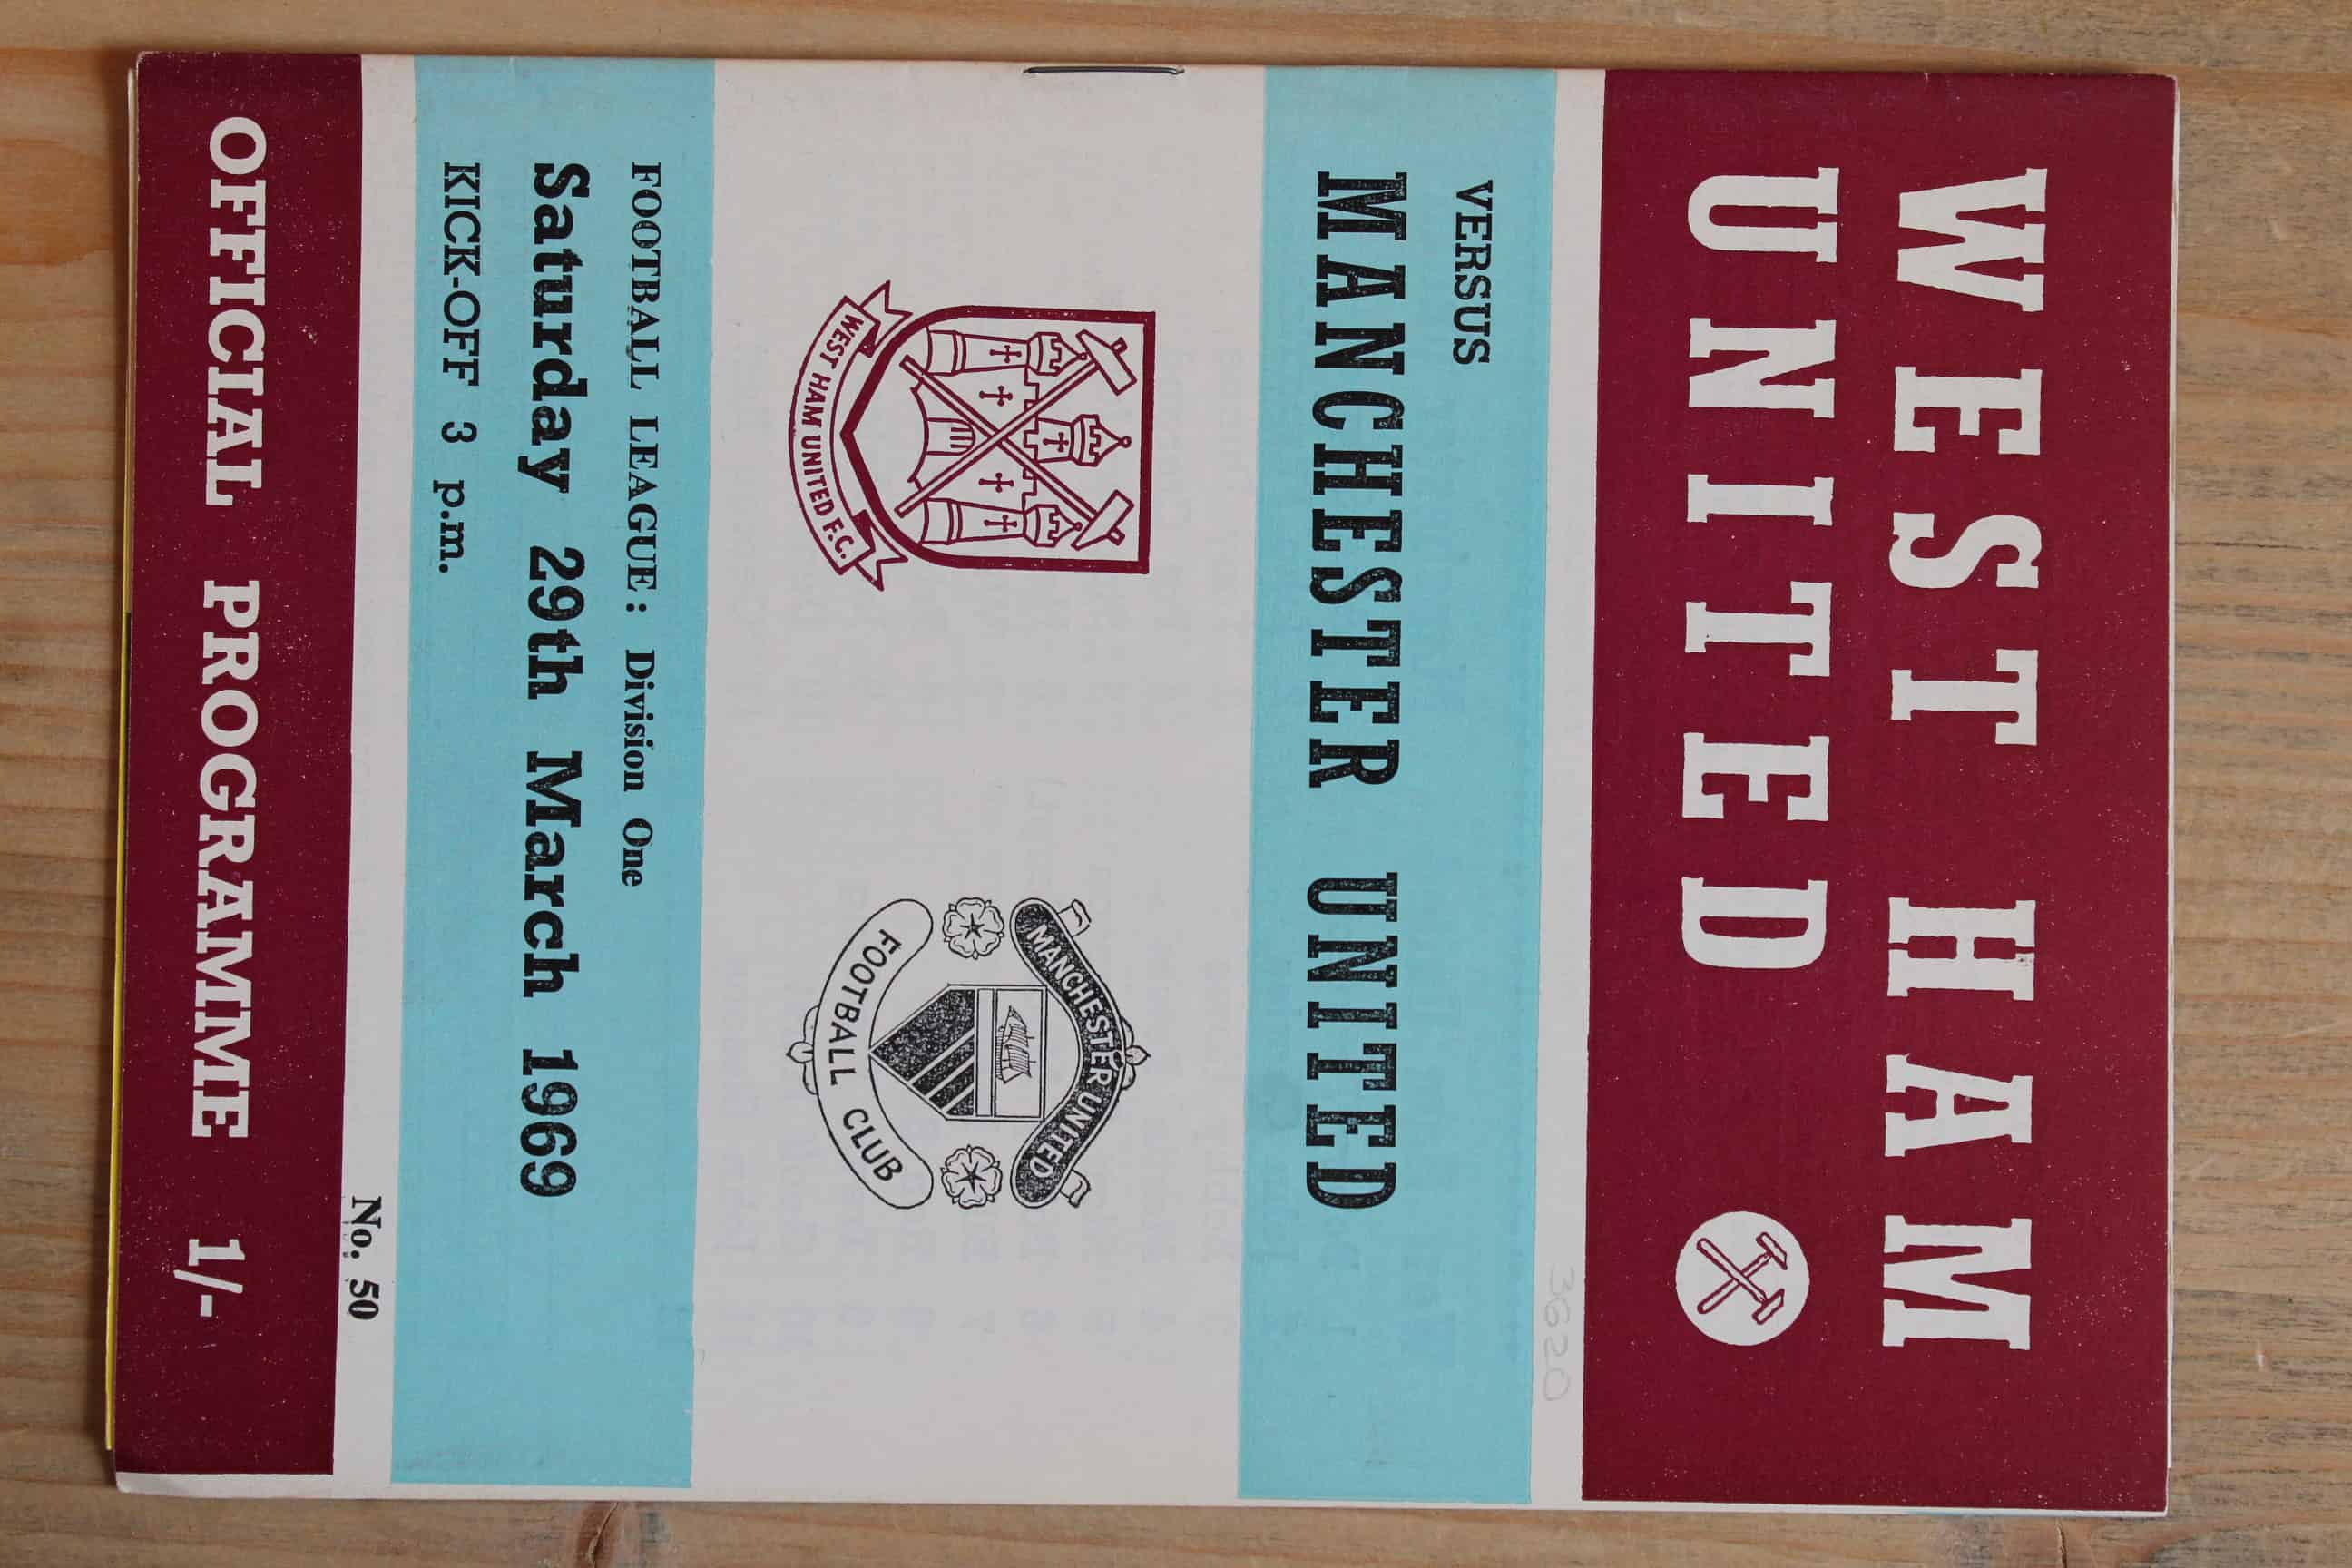 WEST HAM
UNITED
3620
VERSUS
MANCHESTER UNITED
WEST HAM UNITED F.C.
MANCHESTER UNITED
FOOTBALL CLUB
FOOTBALL LEAGUE: Division One
Saturday 29th March 1969
KICK-OFF 3 p.m.
No. 50
OFFICIAL PROGRAMME 1/-